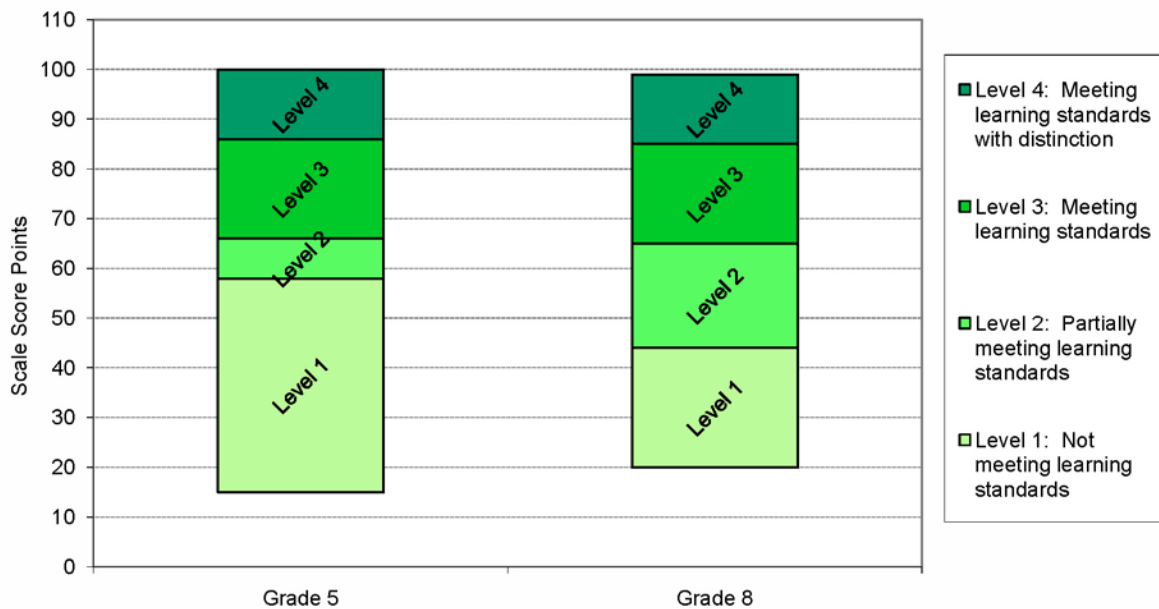 110
100
90
80
70
60
50
40
30
20
10
0
Scale Score Points
Level 4
Level 3
Level 2
Level 1
Level 4
Level 3
Level 2
Level 1
Grade 5
Grade 8
Level 4: Meeting
learning standards
with distinction
Level 3: Meeting
learning standards
Level 2: Partially
meeting learning
standards
Level 1: Not
meeting learning
standards